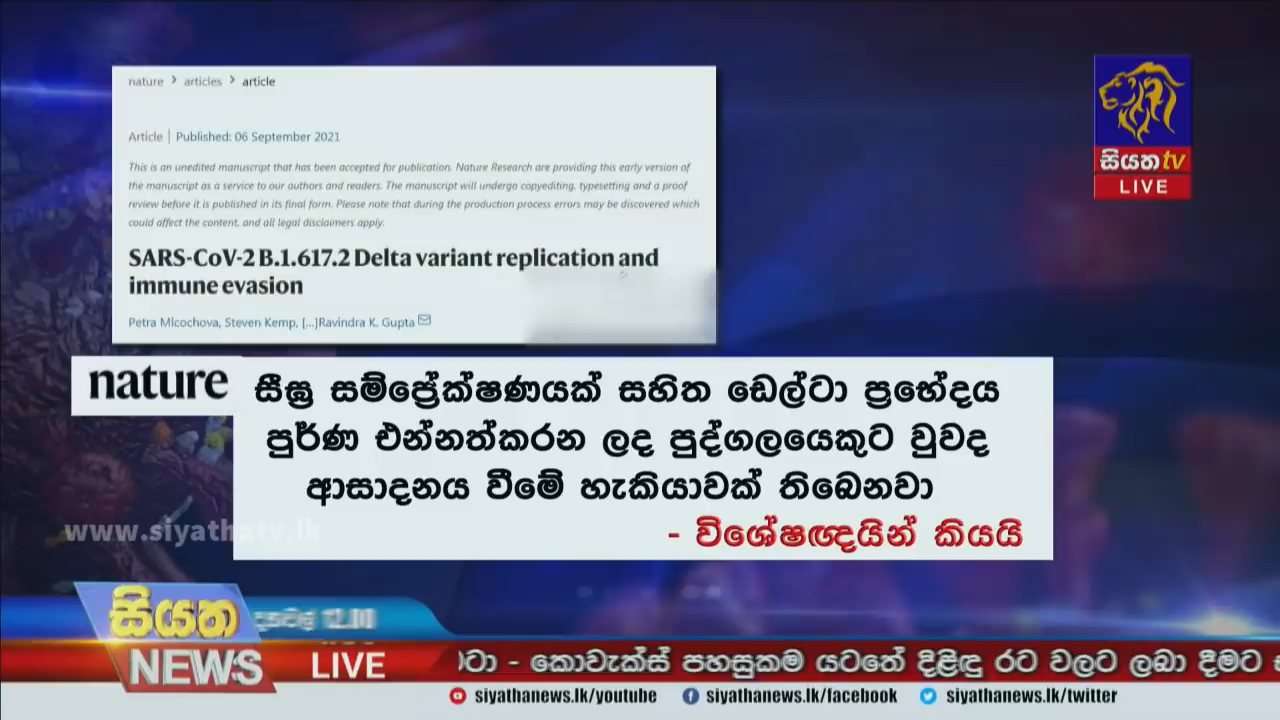 nature > articles > article
Article | Published: 06 September 2021
This is an unedited manuscript that has been accepted for publication. Nature Research are providing this early version of
the manuscript as a service to our authors and readers. The manuscript will undergo copyediting, typesetting and a proof
review before it is published in its final form. Please note that during the production process errors may be discovered which
could affect the content, and all legal disclaimers apply.
SARS-CoV-2 B.1.617.2 Delta variant replication and
immune evasion
Petra Mlcochova, Steven Kemp, [...]Ravindra K. Gupta
සියත tv
LIVE
nature
සීඝ්‍ර සම්ප්‍රේක්ෂණයක් සහිත ඩෙල්ටා ප්‍රභේදය
පුර්ණ එන්නත්කරන ලද පුද්ගලයෙකුට වුවද
ආසාදනය වීමේ හැකියාවක් තිබෙනවා
- විශේෂඥයින් කියයි
www.siyathatv.lk
සියත
NEWS
12.00
LIVE
- කොවැක්ස් පහසුකම යටතේ දිළිඳු රට වලට ලබා දීමට
siyathanews.lk/youtube
siyathanews.lk/facebook
siyathanews.lk/twitter